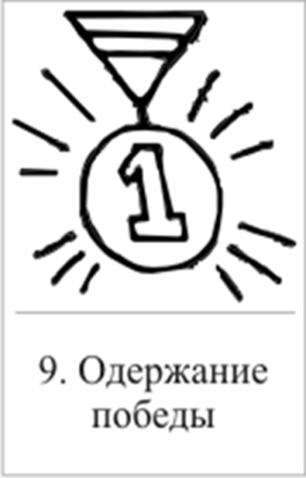 1
9. Одержание
победы